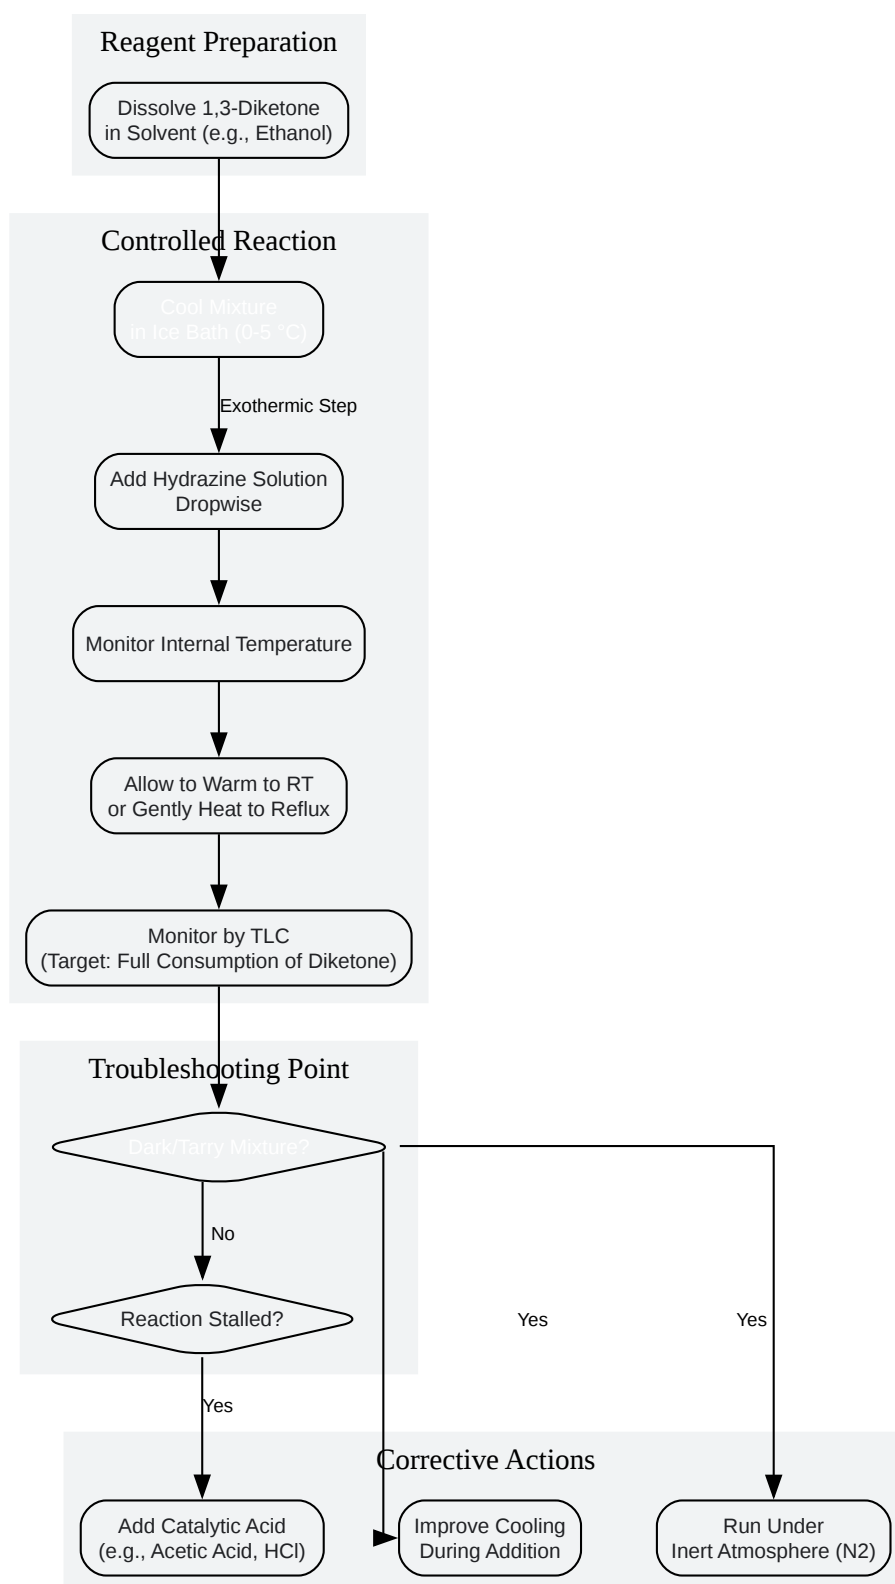 Reagent Preparation
Dissolve 1,3-Diketone
in Solvent (e.g., Ethanol)
Controlled Reaction
Cool Mixture
in Ice Bath (0-5 °C)
Exothermic Step
Add Hydrazine Solution
Dropwise
Monitor Internal Temperature
Allow to Warm to RT
or Gently Heat to Reflux
Monitor by TLC
(Target: Full Consumption of Diketone)
Troubleshooting Point
Dark/Tarry Mixture?
No
Reaction Stalled?
Yes
Yes
Yes
Corrective Actions
Add Catalytic Acid
(e.g., Acetic Acid, HCl)
Improve Cooling
During Addition
Run Under
Inert Atmosphere (N2)